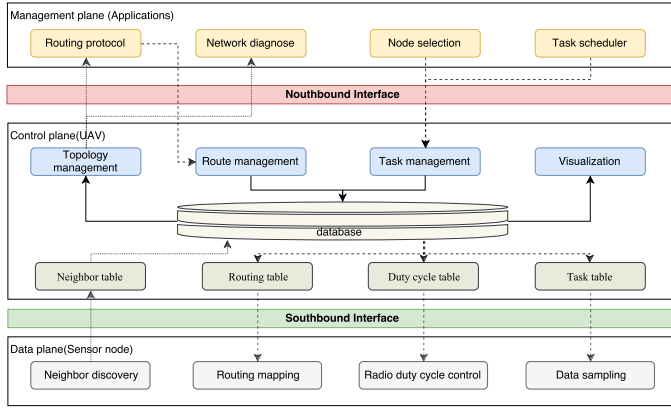 Management plane (Applications)
Routing protocol
Network diagnose
Node selection
Task scheduler
Nouthbound Interface
Control plane(UAV)
Topology
management
Route management
Task management
Visualization
database
Neighbor table
Routing table
Duty cycle table
Task table
Southbound Interface
Data plane(Sensor node)
Neighbor discovery
Routing mapping
Radio duty cycle control
Data sampling